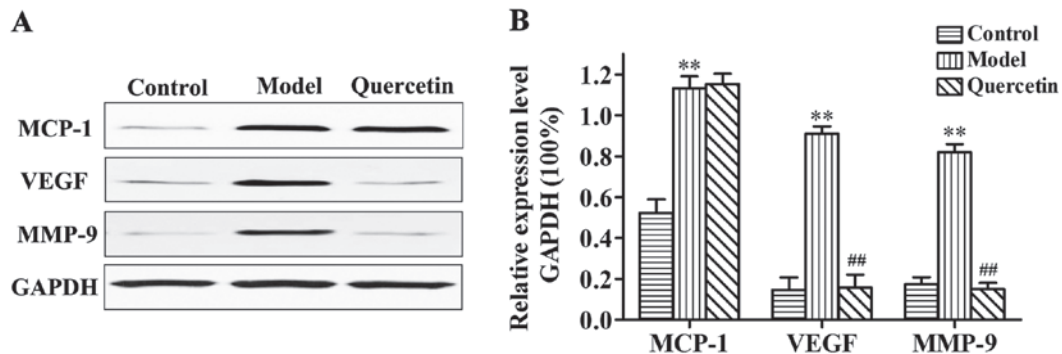 A
Control Model Quercetin
MCP-1
VEGF
MMP-9
GAPDH
B
Relative expression level
GAPDH (100%)
1.2
1.0
0.8
0.6
0.4
0.2
0.0
**
**
**
##
##
MCP-1 VEGF MMP-9
Control
Model
Quercetin